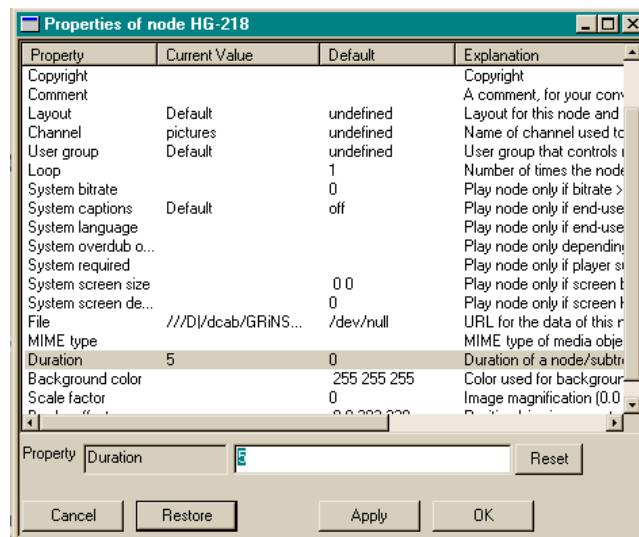 Properties of node HG-218
Property Current Value Default Explanation
Copyright Copyright
Comment A comment, for your conv
Layout Default undefined Layout for this node and
Channel pictures undefined Name of channel used to
User group Default undefined User group that controls
Loop 1 Number of times the node
System bitrate 0 Play node only if bitrate >
System captions Default off Play node only if end-use
System language Play node only if end-use
System overdub o... Play node only depending
System required Play node only if player su
System screen size 0 0 Play node only if screen
System screen de... 0 Play node only if screen
File ///D|/dcab/GRiNS... /dev/null URL for the data of this
MIME type MIME type of media obje
Duration 5 0 Duration of a node/subtr
Background color 255 255 255 Color used for backgroun
Scale factor 0 Image magnification (0.0
Property Duration 5 Reset
Cancel Restore Apply OK